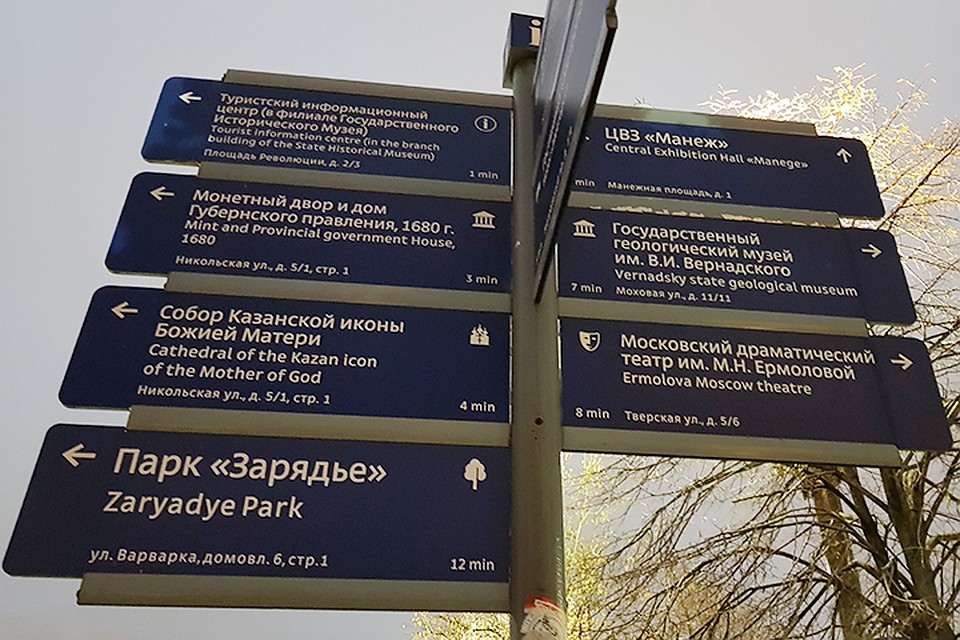 i
Туристский информационный
центр (в филиале Государственного
Исторического Музея)
Tourist information centre (in the branch
building of the State Historical Museum)
Площадь Революции, д. 2/3
1 min
Монетный двор и дом
Губернского правления, 1680 г.
Mint and Provincial government House,
1680
Никольская ул., д. 5/1, стр. 1
3 min
Собор Казанской иконы
Божией Матери
Cathedral of the Kazan icon
of the Mother of God
Никольская ул., д. 5/1, стр. 1
4 min
Парк «Зарядье»
Zaryadye Park
ул. Варварка, домовл. 6, стр.1
12 min
ЦВЗ «Манеж»
Central Exhibition Hall «Manege»
min Манежная площадь, д. 1
Государственный
геологический музей
им. В.И. Вернадского
Vernadsky state geological museum
7 min Моховая ул., д. 11/11
Московский драматический
театр им. М.Н. Ермоловой
Ermolova Moscow theatre
8 min Тверская ул., д. 5/6